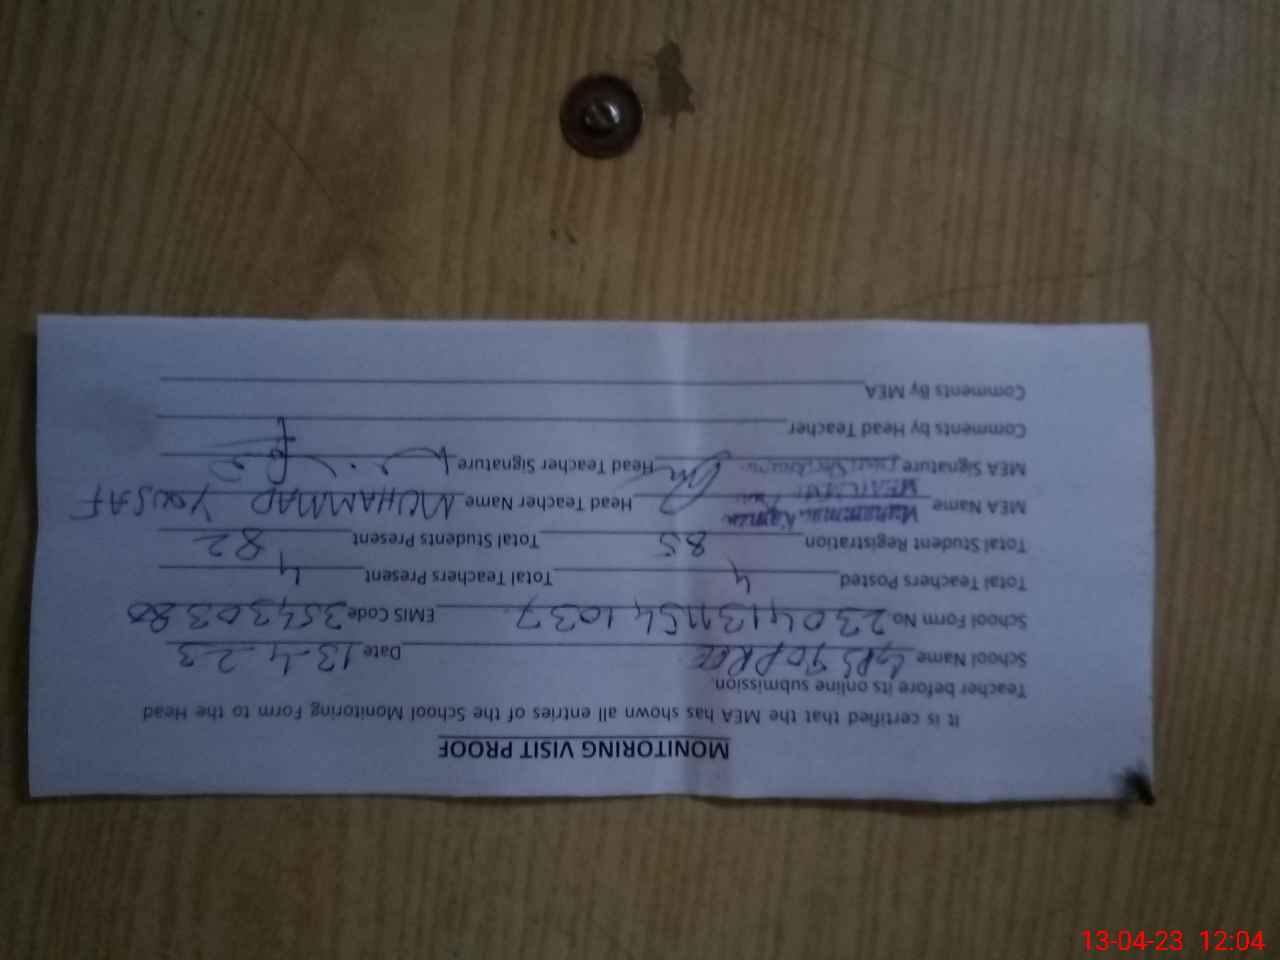 MONITORING VISIT PROOF
It is certified that the MEA has shown all entries of the School Monitoring Form to the Head
Teacher before its online submission.
School Name GPS 90 Date 13-4-23
School Form No 23041311541037 EMIS Code 35430380
Total Teachers Posted 4 Total Teachers Present 4
Total Student Registration 85 Total Students Present 82
MEA Name Muhammad Head Teacher Name MUHAMMAD YOUSAF
MEA Signature Head Teacher Signature
Comments by Head Teacher
Comments By MEA
13-04-23 12:04